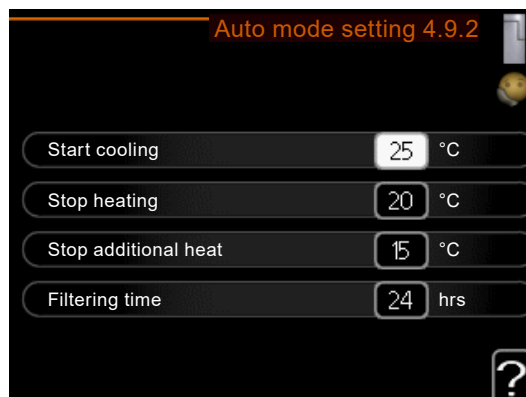 Auto mode setting 4.9.2
Start cooling 25 °C
Stop heating 20 °C
Stop additional heat 15 °C
Filtering time 24 hrs
?